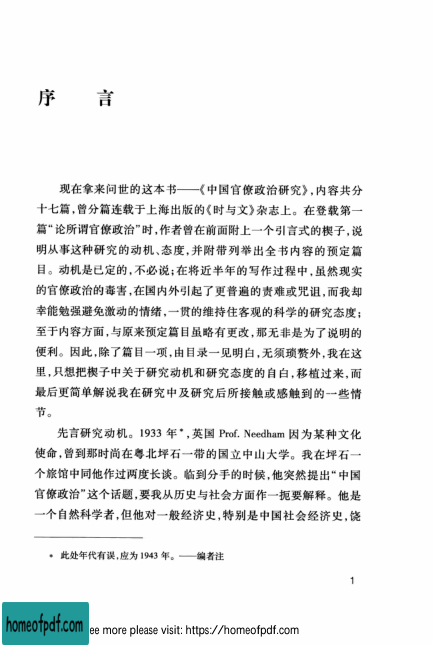 序 言
现在拿来问世的这本书——《中国官僚政治研究》,内容共分
十七篇,曾分篇连载于上海出版的《时与文》杂志上。在登载第一
篇“论所谓官僚政治”时,作者曾在前面附上一个引言式的楔子,说
明从事这种研究的动机、态度,并附带列举出全书内容的预定篇
目。动机是已定的,不必说;在将近半年的写作过程中,虽然现实
的官僚政治的毒害,在国内外引起了更普遍的责难或咒诅,而我却
幸能勉强避免激动的情绪,一贯的维持住客观的科学的研究态度;
至于内容方面,与原来预定篇目虽略有更改,那无非是为了说明的
便利。因此,除了篇目一项,由目录一见明白,无须琐赘外,我在这
里,只想把楔子中关于研究动机和研究态度的自白,移植过来,而
最后更简单解说我在研究中及研究后所接触或感触到的一些情
节。
先言研究动机。1933 年*,英国 Prof. Needham 因为某种文化
使命,曾到那时尚在粤北坪石一带的国立中山大学。我在坪石一
个旅馆中同他作过两度长谈。临到分手的时候,他突然提出“中国
官僚政治”这个话题,要我从历史与社会方面作一扼要解释。他是
一个自然科学者,但他对一般经济史,特别是中国社会经济史,饶
* 此处年代有误,应为 1943 年。——编者注
1
homeofpdf.com
ee more please visit: https://homeofpdf.com